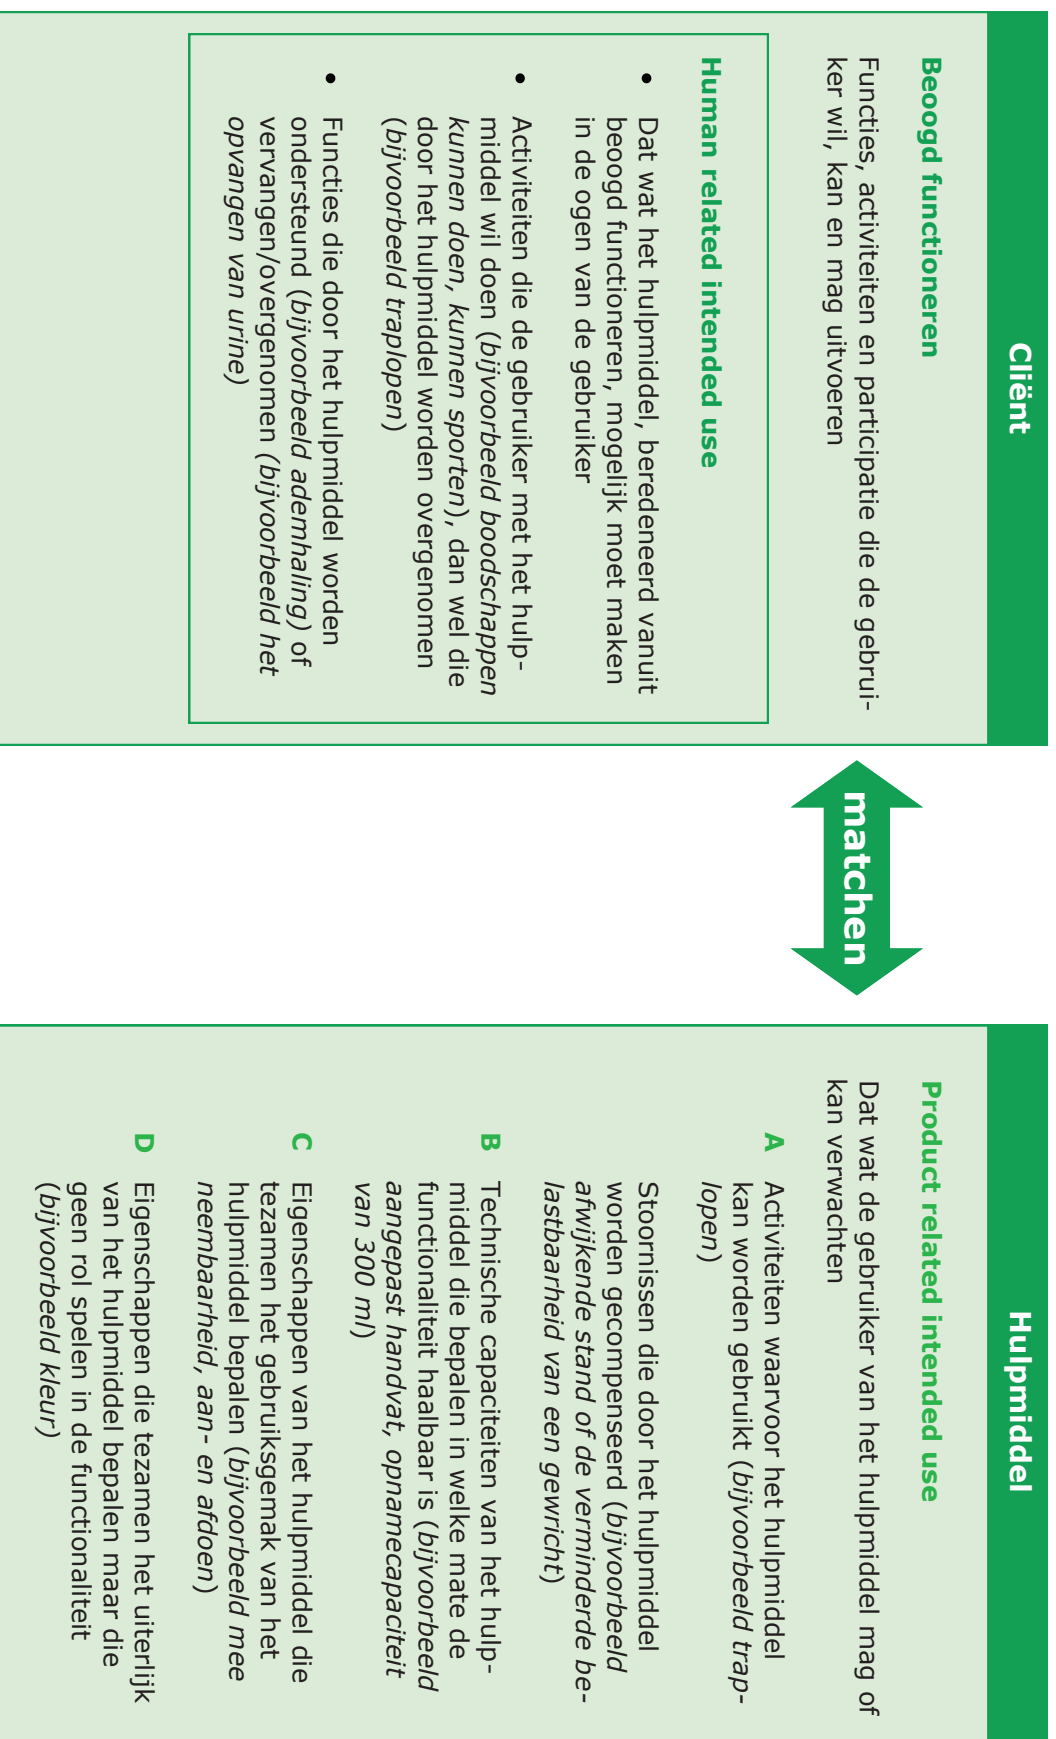 Cliënt
Beoogd functioneren
Functies, activiteiten en participatie die de gebrui-
ker wil, kan en mag uitvoeren
Human related intended use
• Dat wat het hulpmiddel, beredeneerd vanuit
beoogd functioneren, mogelijk moet maken
in de ogen van de gebruiker
• Activiteiten die de gebruiker met het hulp-
middel wil doen (bijvoorbeeld boodschappen
kunnen doen, kunnen sporten), dan wel die
door het hulpmiddel worden overgenomen
(bijvoorbeeld traplopen)
• Functies die door het hulpmiddel worden
ondersteund (bijvoorbeeld ademhaling) of
vervangen/overgenomen (bijvoorbeeld het
opvangen van urine)
matchen
Hulpmiddel
Product related intended use
Dat wat de gebruiker van het hulpmiddel mag of
kan verwachten
A Activiteiten waarvoor het hulpmiddel
kan worden gebruikt (bijvoorbeeld trap-
lopen)
Stoornissen die door het hulpmiddel
worden gecompenseerd (bijvoorbeeld
afwijkende stand of de verminderde be-
lastbaarheid van een gewricht)
B Technische capaciteiten van het hulp-
middel die bepalen in welke mate de
functionaliteit haalbaar is (bijvoorbeeld
aangepast handvat, opnamecapaciteit
van 300 ml)
C Eigenschappen van het hulpmiddel die
tezamen het gebruiksgemak van het
hulpmiddel bepalen (bijvoorbeeld mee
neembaarheid, aan- en afdoen)
D Eigenschappen die tezamen het uiterlijk
van het hulpmiddel bepalen maar die
geen rol spelen in de functionaliteit
(bijvoorbeeld kleur)